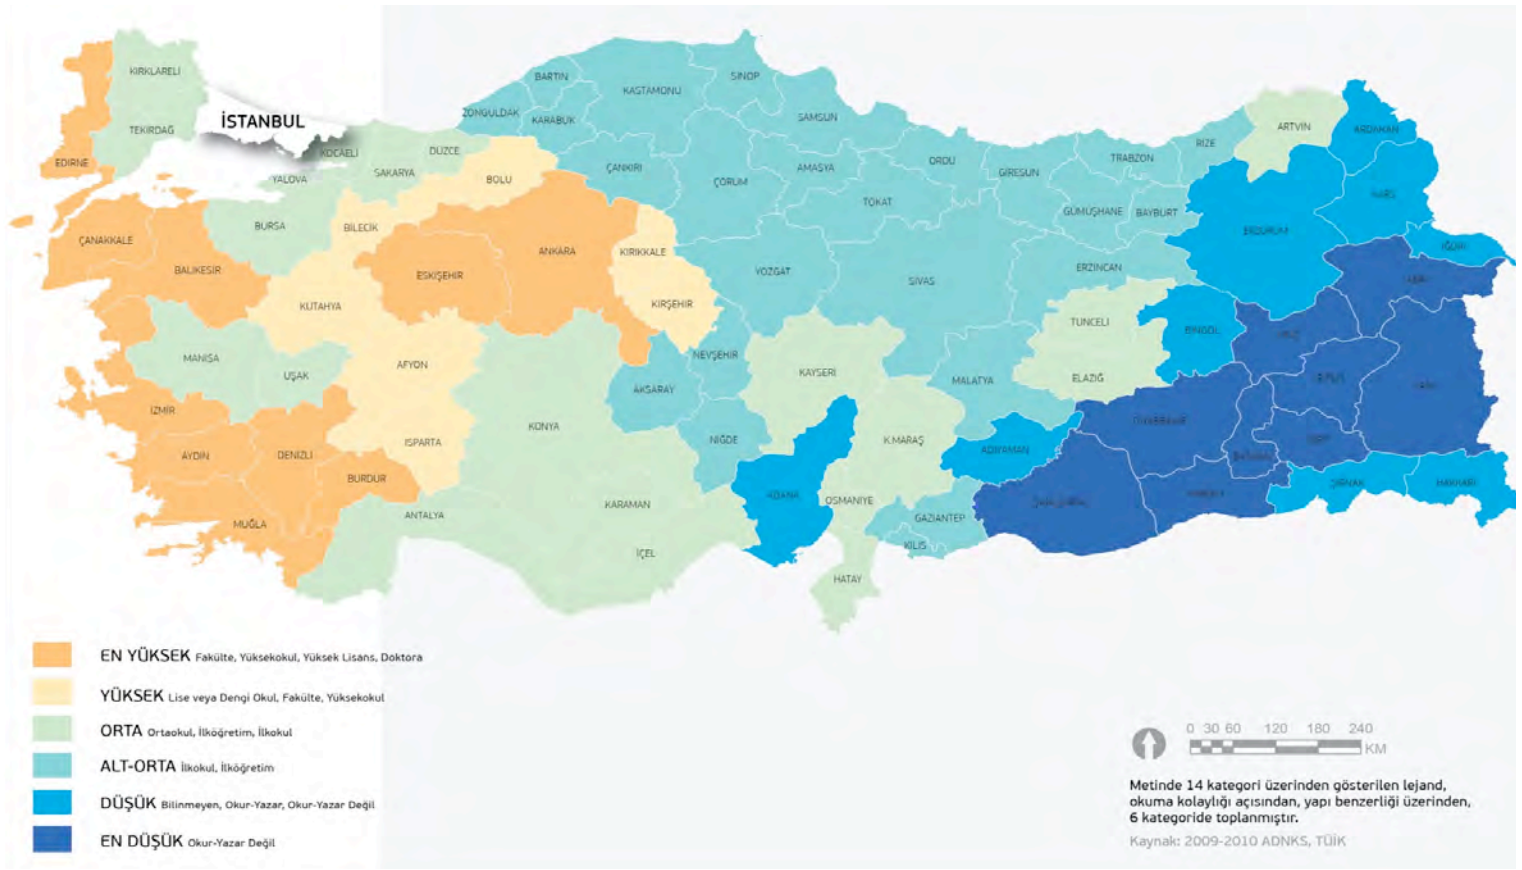 KIRKLARELİ
TEKİRDAĞ
EDİRNE
İSTANBUL
KOCAELİ
YALOVA
SAKARYA
DÜZCE
BOLU
ZONGULDAK
BARTIN
KARABÜK
KASTAMONU
SİNOP
SAMSUN
ÇANKIRI
ÇORUM
AMASYA
TOKAT
ORDU
GİRESUN
TRABZON
RİZE
ARTVİN
ARDAHAN
KARS
GÜMÜŞHANE
BAYBURT
ERZURUM
IĞDIR
ÇANAKKALE
BALIKESİR
BURSA
BİLECİK
ESKİŞEHİR
ANKARA
KIRIKKALE
KIRŞEHİR
YOZGAT
SIVAS
ERZİNCAN
KÜTAHYA
TUNCELİ
BİNGÖL
MANİSA
UŞAK
AFYON
NEVŞEHİR
AKSARAY
KAYSERİ
MALATYA
ELAZIĞ
İZMİR
AYDIN
DENİZLİ
ISPARTA
BURDUR
KONYA
NİĞDE
K.MARAŞ
ADIYAMAN
MUĞLA
ANTALYA
KARAMAN
İÇEL
ADANA
OSMANİYE
GAZİANTEP
KİLİS
HATAY
ŞIRNAK
HAKKARİ
EN YÜKSEK Fakülte, Yüksekokul, Yüksek Lisans, Doktora
YÜKSEK Lise veya Dengi Okul, Fakülte, Yüksekokul
ORTA Ortaokul, İlköğretim, İlkokul
ALT-ORTA İlkokul, İlköğretim
DÜŞÜK Bilinmeyen, Okur-Yazar, Okur-Yazar Değil
EN DÜŞÜK Okur-Yazar Değil
0 30 60 120 180 240
KM
Metinde 14 kategori üzerinden gösterilen lejand,
okuma kolaylığı açısından, yapı benzerliği üzerinden,
6 kategoride toplanmıştır.
Kaynak: 2009-2010 ADNKS, TÜİK